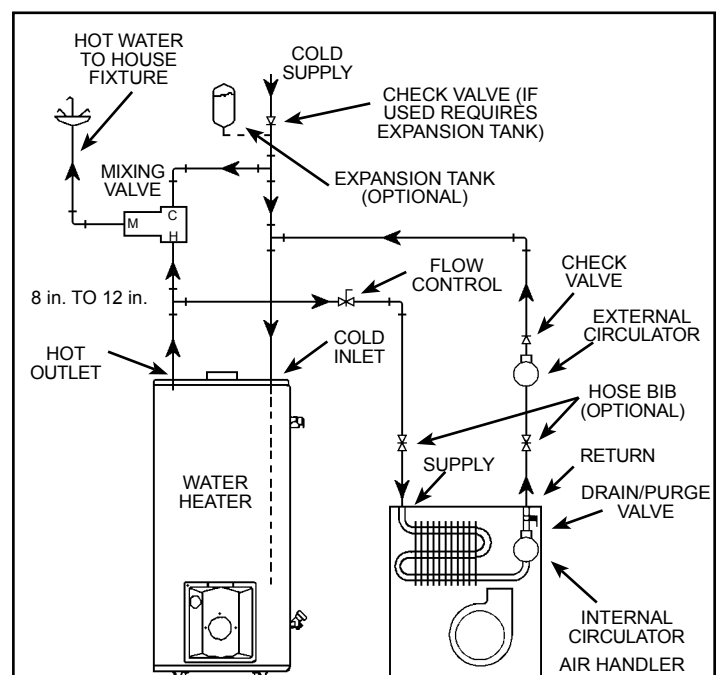 HOT WATER
TO HOUSE
FIXTURE
COLD
SUPPLY
CHECK VALVE (IF
USED REQUIRES
EXPANSION TANK)
MIXING
VALVE
EXPANSION TANK
(OPTIONAL)
C
M
H
FLOW
CONTROL
CHECK
VALVE
8 in. TO 12 in.
EXTERNAL
CIRCULATOR
HOT
OUTLET
COLD
INLET
HOSE BIB
(OPTIONAL)
WATER
HEATER
SUPPLY
RETURN
DRAIN/PURGE
VALVE
INTERNAL
CIRCULATOR
AIR HANDLER